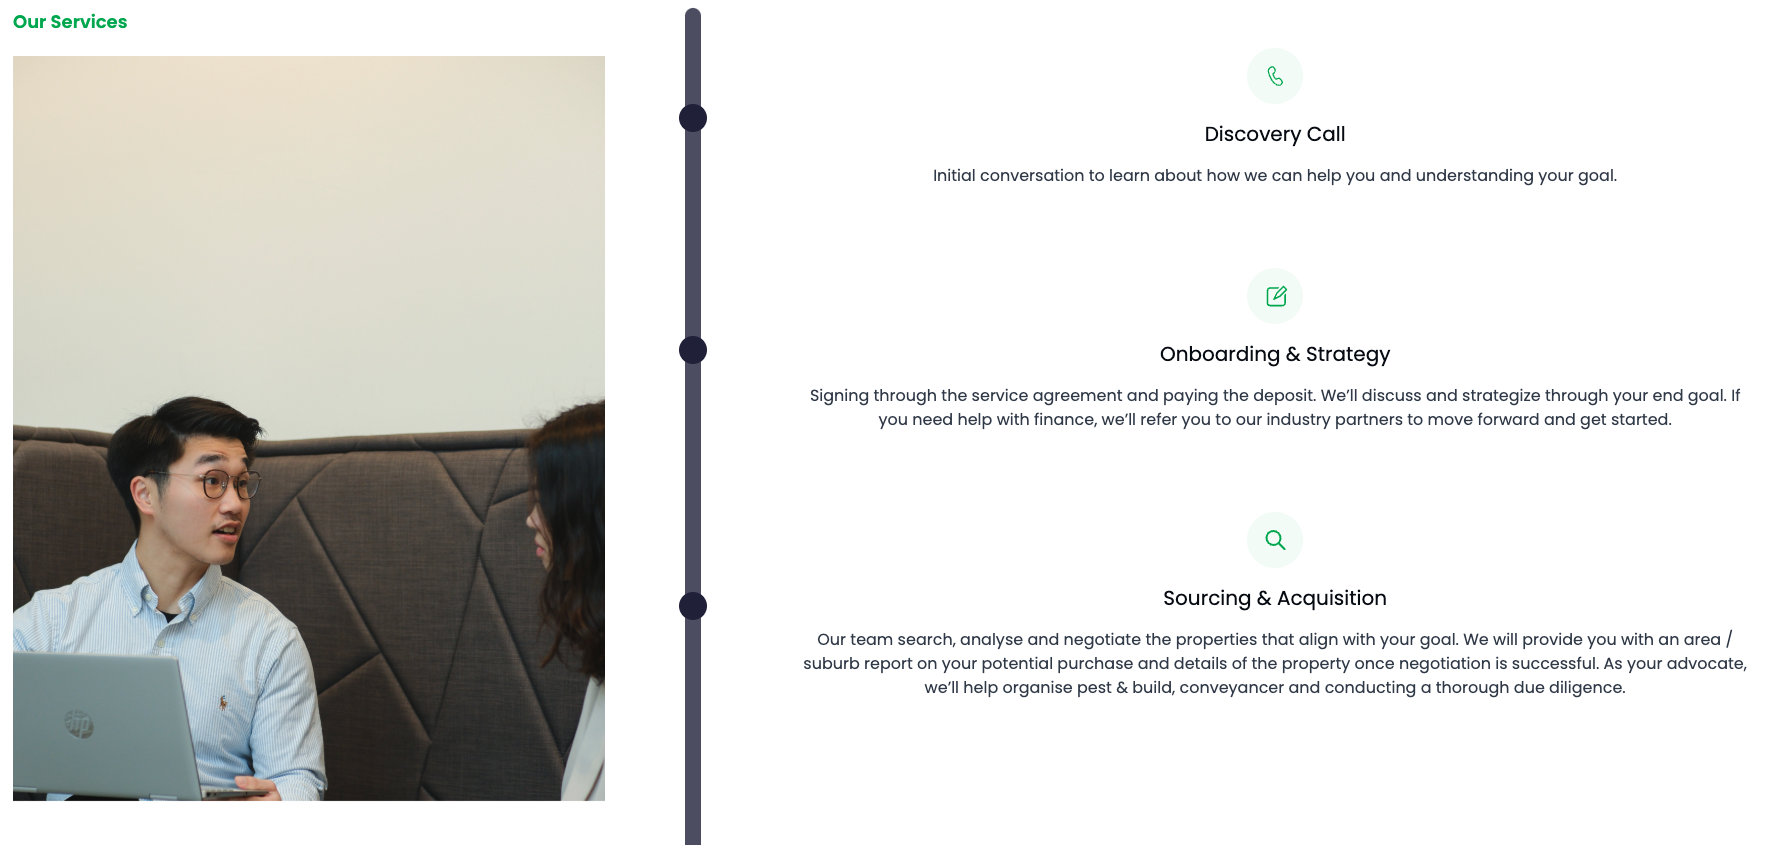 Our Services
Discovery Call
Initial conversation to learn about how we can help you and understanding your goal.
Onboarding & Strategy
Signing through the service agreement and paying the deposit. We’ll discuss and strategize through your end goal. If
you need help with finance, we’ll refer you to our industry partners to move forward and get started.
Sourcing & Acquisition
Our team search, analyse and negotiate the properties that align with your goal. We will provide you with an area /
suburb report on your potential purchase and details of the property once negotiation is successful. As your advocate,
we’ll help organise pest & build, conveyancer and conducting a thorough due diligence.
hp